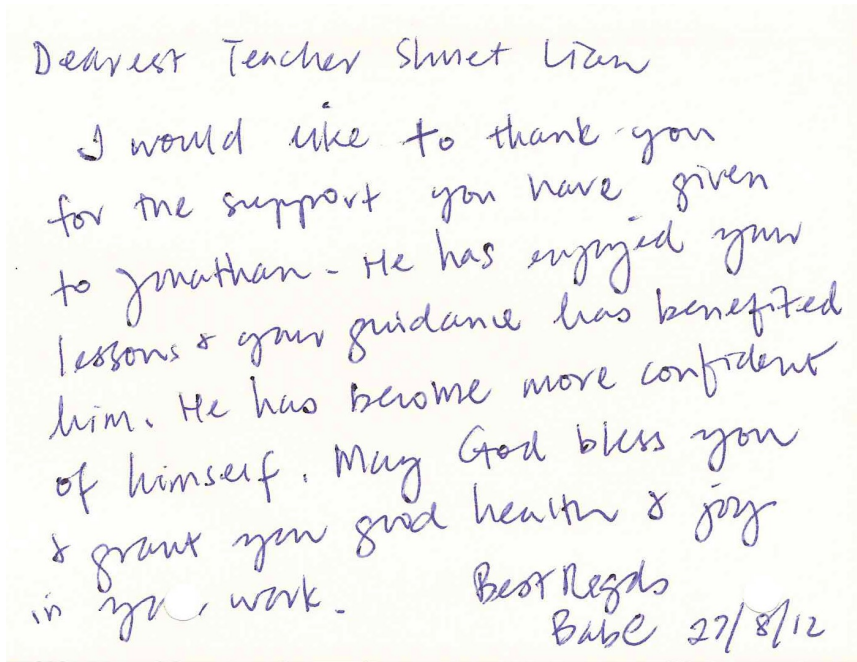 Dearest Teacher Shuet Lian
I would like to thank you
for the support you have given
to Jonathan. He has enjoyed your
lessons & your guidance has benefited
him. He has become more confident
of himself. May God bless you
& grant you good health & joy
in work.
Best Regds
Babe 27/8/12